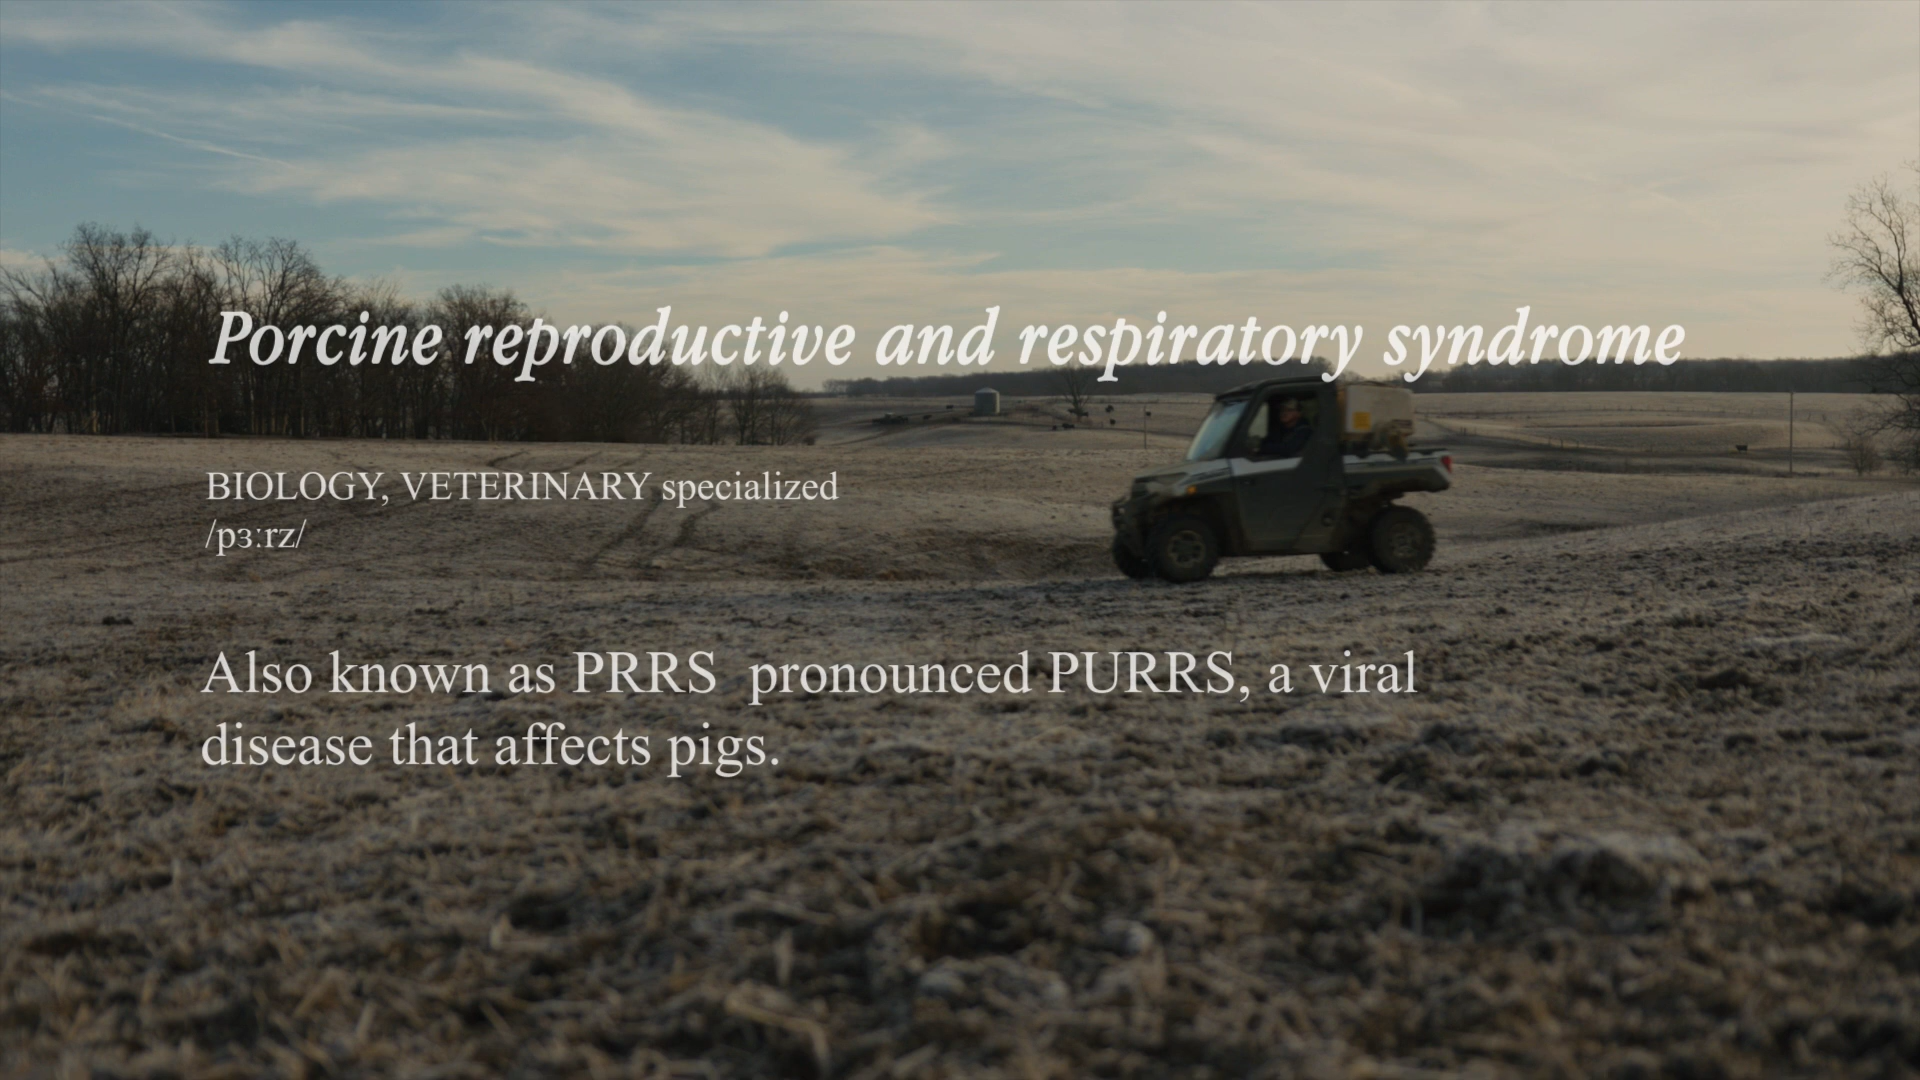 Porcine reproductive and respiratory syndrome
BIOLOGY, VETERINARY specialized
/pɜːrz/
Also known as PRRS  pronounced PURRS, a viral
disease that affects pigs.